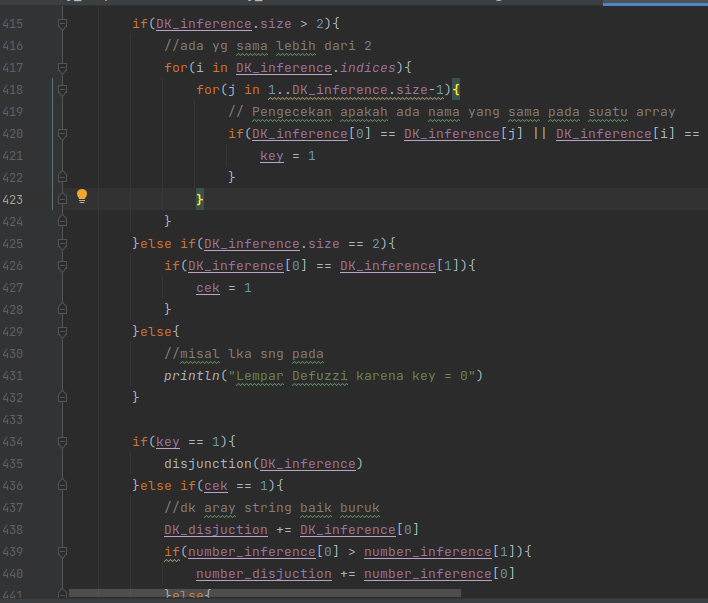 415 if(DK_inference.size > 2){
416 //ada yg sama lebih dari 2
417 for(i in DK_inference.indices){
418 for(j in 1..DK_inference.size-1){
419 // Pengecekan apakah ada nama yang sama pada suatu array
420 if(DK_inference[0] == DK_inference[j] || DK_inference[i] ==
421 key = 1
422 }
423 }
424 }
425 }else if(DK_inference.size == 2){
426 if(DK_inference[0] == DK_inference[1]){
427 cek = 1
428 }
429 }else{
430 //misal lka sng pada
431 println("Lempar Defuzzi karena key = 0")
432 }
433
434 if(key == 1){
435 disjunction(DK_inference)
436 }else if(cek == 1){
437 //dk aray string baik buruk
438 DK_disjuction += DK_inference[0]
439 if(number_inference[0] > number_inference[1]){
440 number_disjuction += number_inference[0]
441 }else{